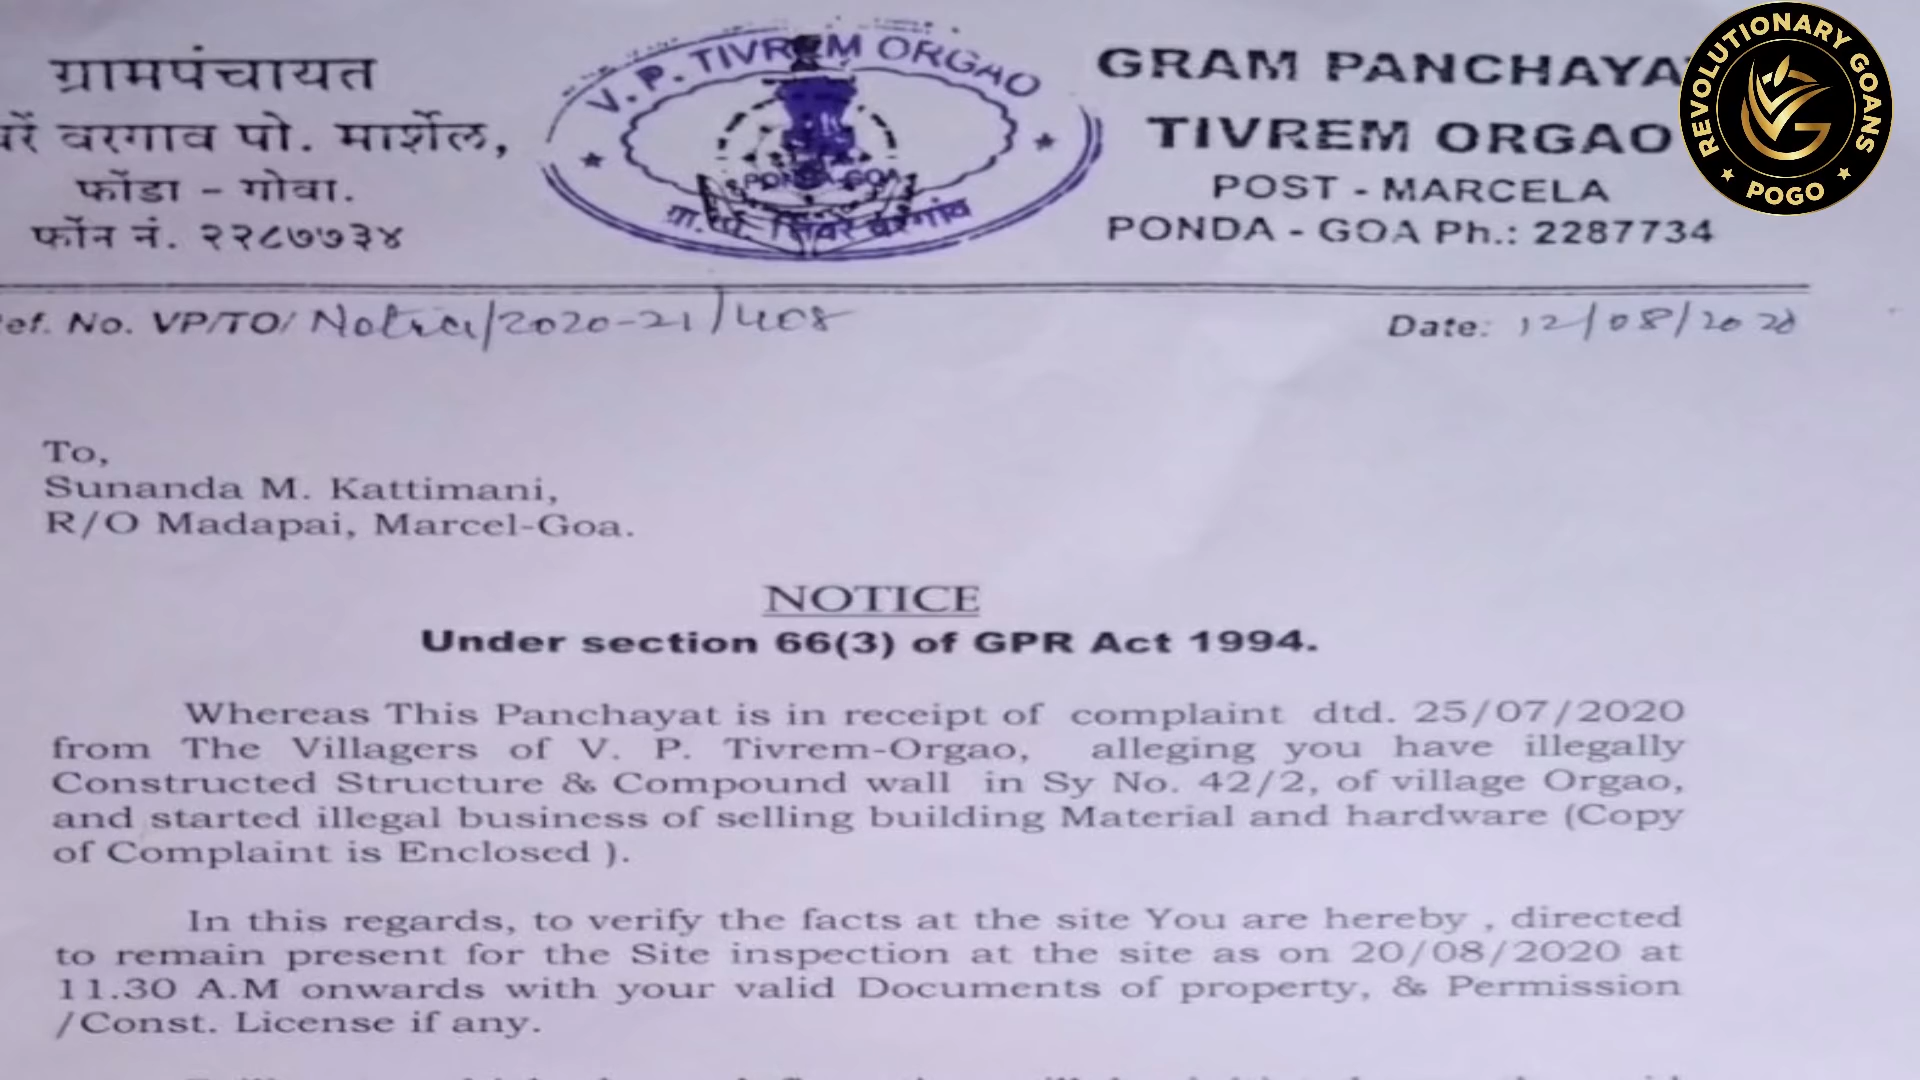 ग्रामपंचायत
वरगाव पो. मार्शेल,
फोंडा - गोवा.
फोन नं. २२८७७३४
V. P. TIVREM ORGAO
PONDA-GOA
GRAM PANCHAYA
TIVREM ORGAO
POST - MARCELA
PONDA - GOA Ph.: 2287734
REVOLUTIONARY GOANS
POGO
ef. No. VP/TO/ Notice/2020-21/408
Date: 12/08/2020
To,
Sunanda M. Kattimani,
R/O Madapai, Marcel-Goa.
NOTICE
Under section 66(3) of GPR Act 1994.
Whereas This Panchayat is in receipt of complaint dtd. 25/07/2020
from The Villagers of V. P. Tivrem-Orgao, alleging you have illegally
Constructed Structure & Compound wall in Sy No. 42/2, of village Orgao,
and started illegal business of selling building Material and hardware (Copy
of Complaint is Enclosed ).
In this regards, to verify the facts at the site You are hereby , directed
to remain present for the Site inspection at the site as on 20/08/2020 at
11.30 A.M onwards with your valid Documents of property, & Permission
/Const. License if any.